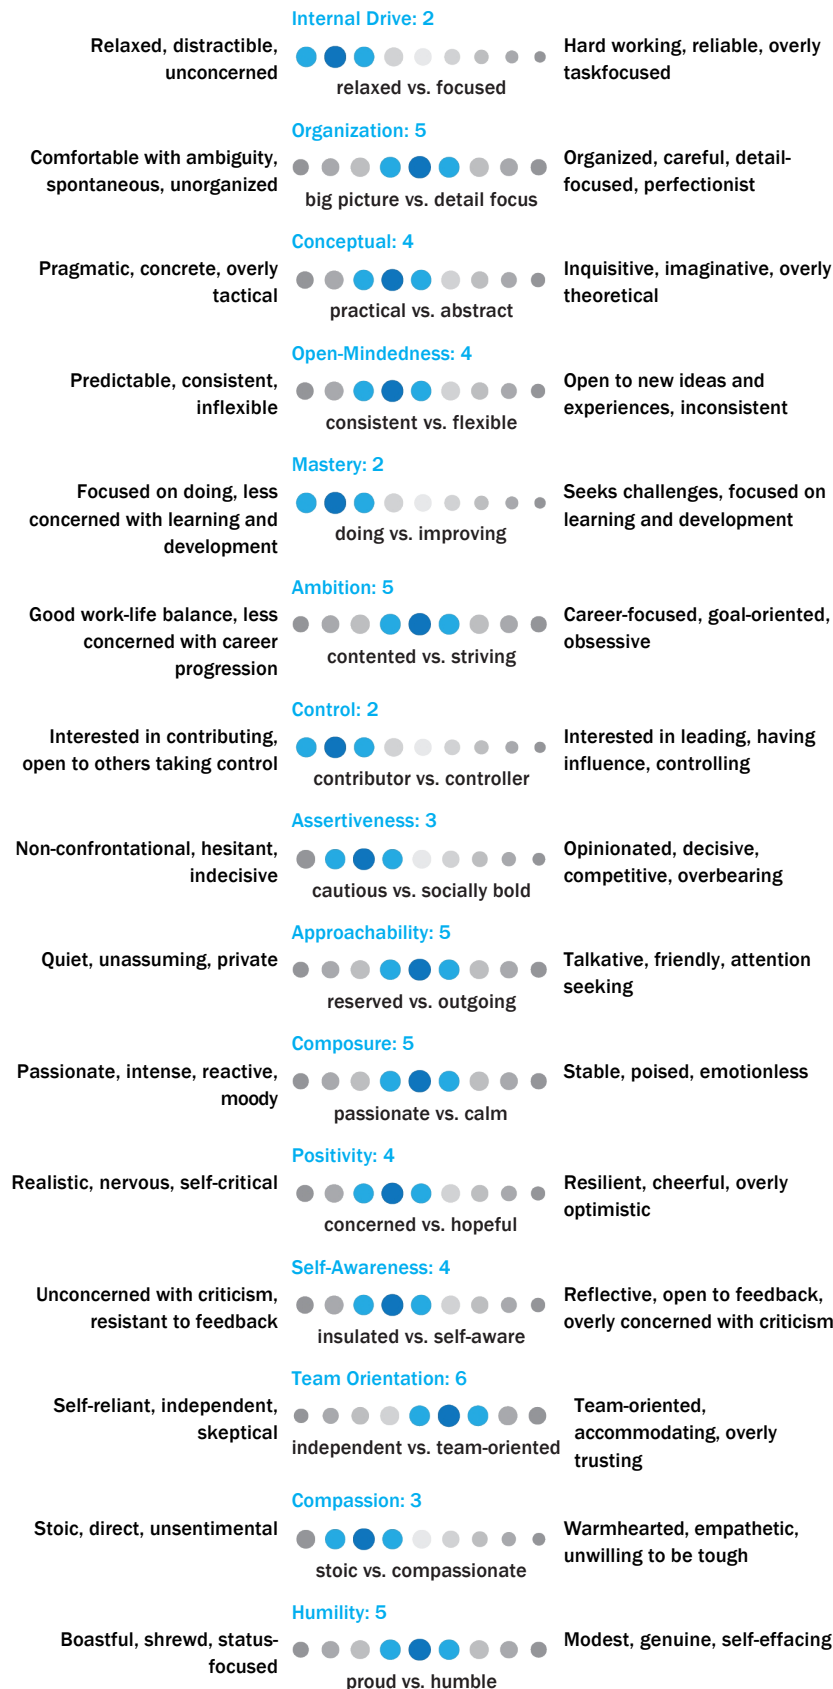 Internal Drive: 2
Relaxed, distractible,
unconcerned
relaxed vs. focused
Hard working, reliable, overly
taskfocused
Organization: 5
Comfortable with ambiguity,
spontaneous, unorganized
big picture vs. detail focus
Organized, careful, detail-
focused, perfectionist
Conceptual: 4
Pragmatic, concrete, overly
tactical
practical vs. abstract
Inquisitive, imaginative, overly
theoretical
Open-Mindedness: 4
Predictable, consistent,
inflexible
consistent vs. flexible
Open to new ideas and
experiences, inconsistent
Mastery: 2
Focused on doing, less
concerned with learning and
development
doing vs. improving
Seeks challenges, focused on
learning and development
Ambition: 5
Good work-life balance, less
concerned with career
progression
contented vs. striving
Career-focused, goal-oriented,
obsessive
Control: 2
Interested in contributing,
open to others taking control
contributor vs. controller
Interested in leading, having
influence, controlling
Assertiveness: 3
Non-confrontational, hesitant,
indecisive
cautious vs. socially bold
Opinionated, decisive,
competitive, overbearing
Approachability: 5
Quiet, unassuming, private
reserved vs. outgoing
Talkative, friendly, attention
seeking
Composure: 5
Passionate, intense, reactive,
moody
passionate vs. calm
Stable, poised, emotionless
Positivity: 4
Realistic, nervous, self-critical
concerned vs. hopeful
Resilient, cheerful, overly
optimistic
Self-Awareness: 4
Unconcerned with criticism,
resistant to feedback
insulated vs. self-aware
Reflective, open to feedback,
overly concerned with criticism
Team Orientation: 6
Self-reliant, independent,
skeptical
independent vs. team-oriented
Team-oriented,
accommodating, overly
trusting
Compassion: 3
Stoic, direct, unsentimental
stoic vs. compassionate
Warmhearted, empathetic,
unwilling to be tough
Humility: 5
Boastful, shrewd, status-
focused
proud vs. humble
Modest, genuine, self-effacing